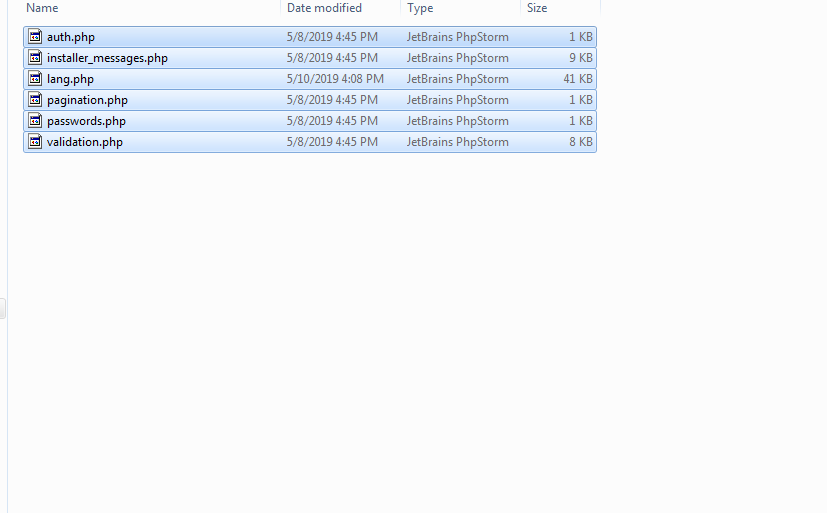 Name Date modified Type Size
auth.php 5/8/2019 4:45 PM JetBrains PhpStorm 1 KB
installer_messages.php 5/8/2019 4:45 PM JetBrains PhpStorm 9 KB
lang.php 5/10/2019 4:08 PM JetBrains PhpStorm 41 KB
pagination.php 5/8/2019 4:45 PM JetBrains PhpStorm 1 KB
passwords.php 5/8/2019 4:45 PM JetBrains PhpStorm 1 KB
validation.php 5/8/2019 4:45 PM JetBrains PhpStorm 8 KB